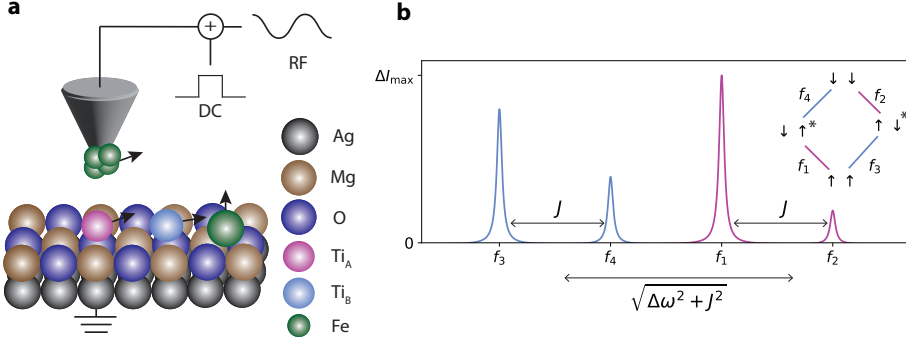 a
RF
DC
Ag
Mg
O
Ti_A
Ti_B
Fe
b
ΔI_max
0
J
J
f_3
f_4
f_1
f_2
√(Δω² + J²)
↓ ↓
f_4
f_2
↓ ↑*
↑ ↓*
f_1
f_3
↑ ↑